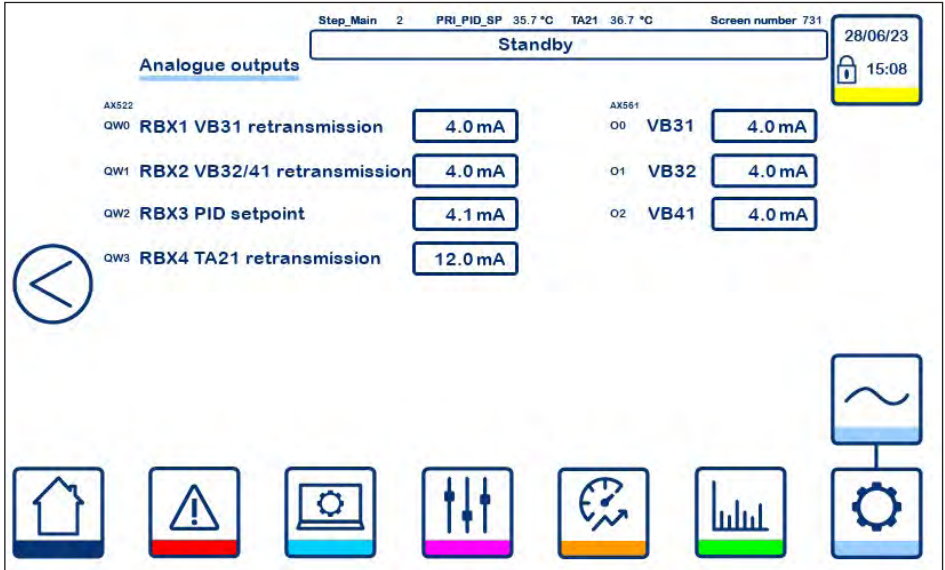 Step_Main 2 PRI_PID_SP 35.7 °C TA21 36.7 °C Screen number 731
Standby
28/06/23
15:08
Analogue outputs
AX522
QW0 RBX1 VB31 retransmission 4.0 mA
QW1 RBX2 VB32/41 retransmission 4.0 mA
QW2 RBX3 PID setpoint 4.1 mA
QW3 RBX4 TA21 retransmission 12.0 mA
AX561
O0 VB31 4.0 mA
O1 VB32 4.0 mA
O2 VB41 4.0 mA